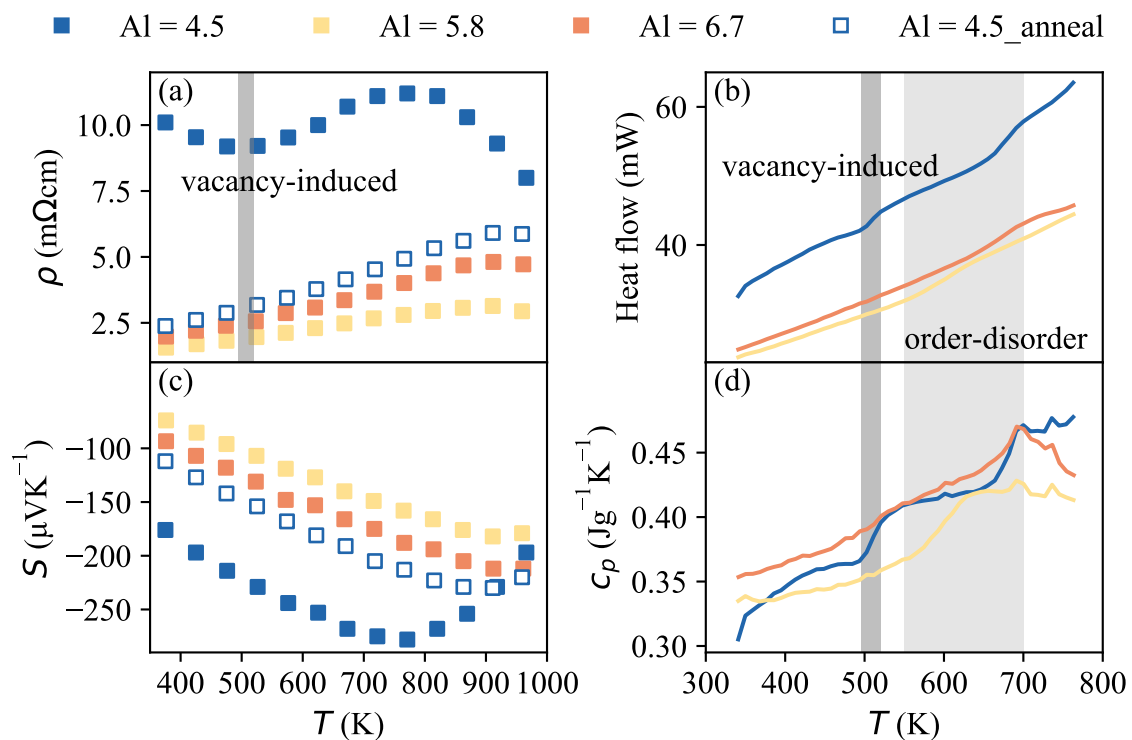 Al = 4.5 Al = 5.8 Al = 6.7 Al = 4.5_anneal
(a)
10.0
7.5
5.0
2.5
ρ (mΩcm)
vacancy-induced
(b)
60
40
Heat flow (mW)
vacancy-induced
order-disorder
(c)
−100
−150
−200
−250
S (μVK⁻¹)
400 500 600 700 800 900 1000
T (K)
(d)
0.45
0.40
0.35
0.30
cₚ (Jg⁻¹K⁻¹)
300 400 500 600 700 800
T (K)